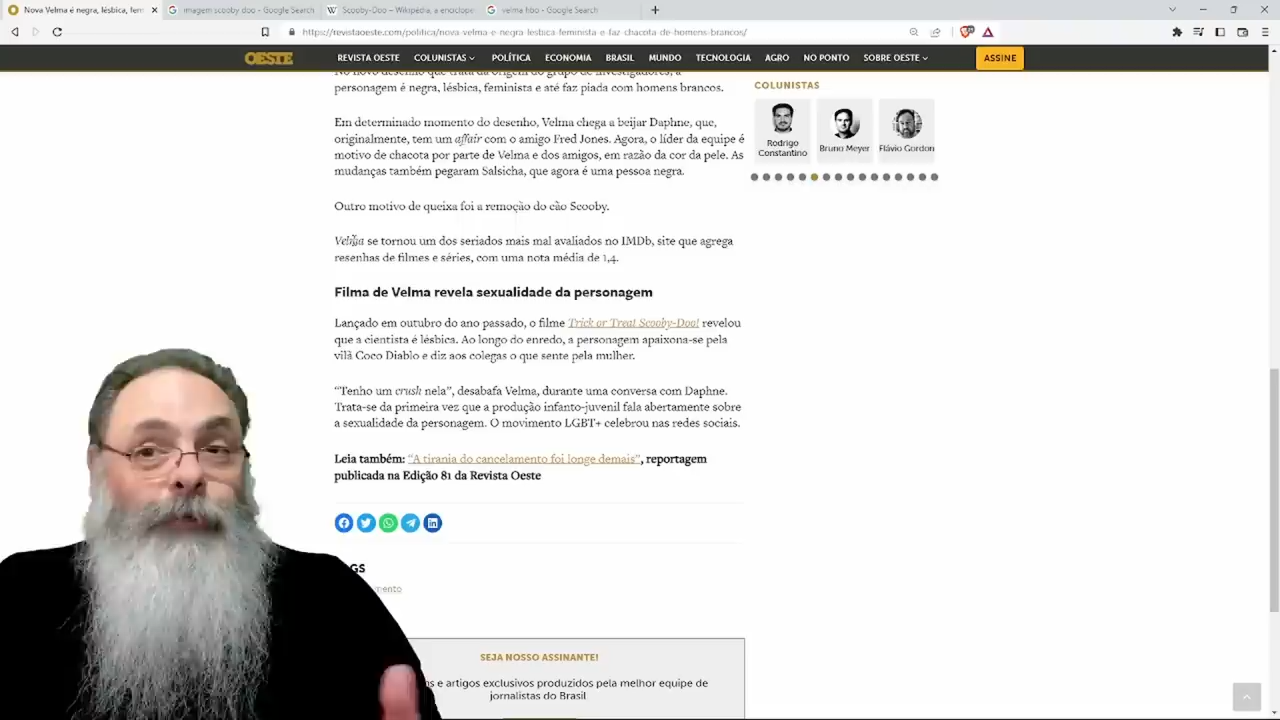 Nova Velma é negra, lésbica, fem
imagem scooby doo - Google Search
Scooby-Doo – Wikipédia, a enciclope
velma hbo - Google Search
https://revistaoeste.com/politica/nova-velma-e-negra-lesbica-feminista-e-faz-chacota-de-homens-brancos/
OESTE
REVISTA OESTE
COLUNISTAS
POLÍTICA
ECONOMIA
BRASIL
MUNDO
TECNOLOGIA
AGRO
NO PONTO
SOBRE OESTE
ASSINE
No novo desenho que trata da origem do grupo de investigadores, a
personagem é negra, lésbica, feminista e até faz piada com homens brancos.
Em determinado momento do desenho, Velma chega a beijar Daphne, que,
originalmente, tem um affair com o amigo Fred Jones. Agora, o líder da equipe é
motivo de chacota por parte de Velma e dos amigos, em razão da cor da pele. As
mudanças também pegaram Salsicha, que agora é uma pessoa negra.
Outro motivo de queixa foi a remoção do cão Scooby.
Velma se tornou um dos seriados mais mal avaliados no IMDb, site que agrega
resenhas de filmes e séries, com uma nota média de 1,4.
Filma de Velma revela sexualidade da personagem
Lançado em outubro do ano passado, o filme Trick or Treat Scooby-Doo! revelou
que a cientista é lésbica. Ao longo do enredo, a personagem apaixona-se pela
vilã Coco Diablo e diz aos colegas o que sente pela mulher.
“Tenho um crush nela”, desabafa Velma, durante uma conversa com Daphne.
Trata-se da primeira vez que a produção infanto-juvenil fala abertamente sobre
a sexualidade da personagem. O movimento LGBT+ celebrou nas redes sociais.
Leia também: “A tirania do cancelamento foi longe demais”, reportagem
publicada na Edição 81 da Revista Oeste
GS
mento
SEJA NOSSO ASSINANTE!
s e artigos exclusivos produzidos pela melhor equipe de
jornalistas do Brasil
COLUNISTAS
Rodrigo
Constantino
Bruno Meyer
Flávio Gordon